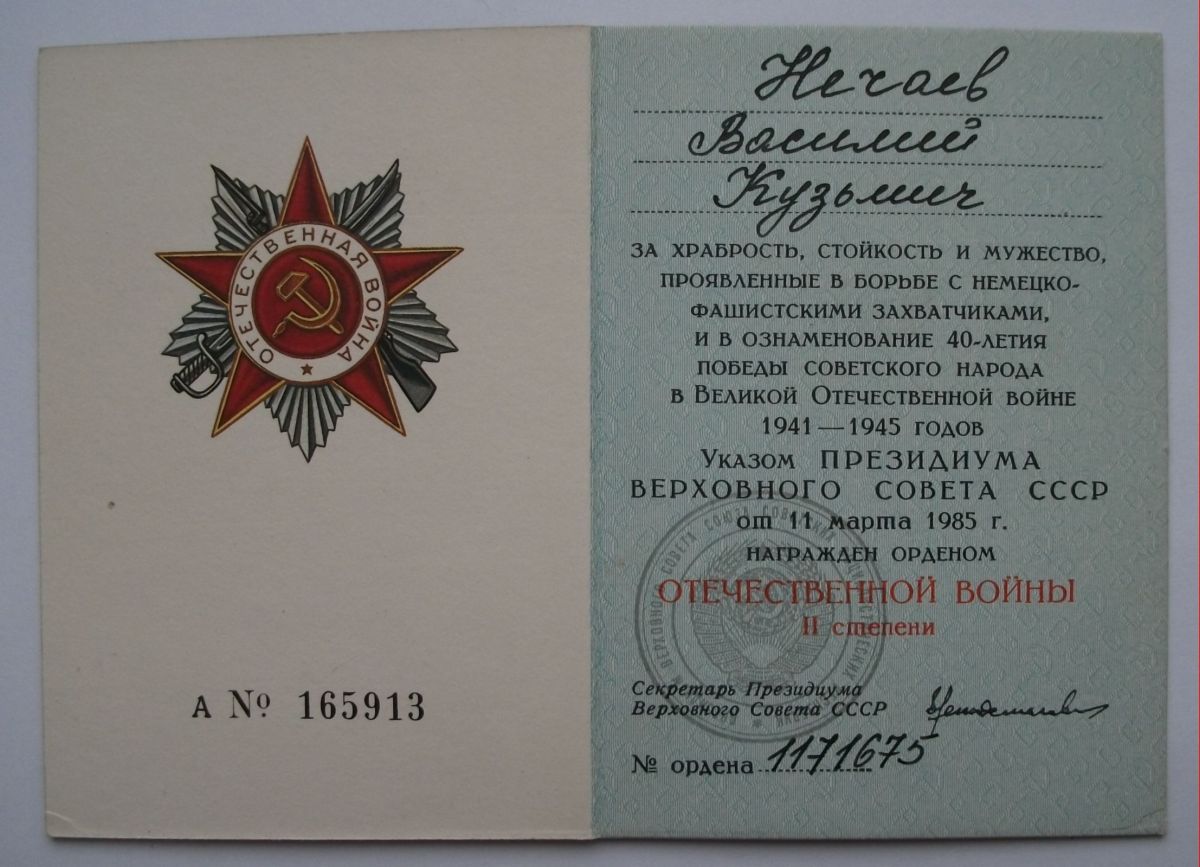 ОТЕЧЕСТВЕННАЯ ВОЙНА
А № 165913
Нечаев
Василий
Кузьмич
ЗА ХРАБРОСТЬ, СТОЙКОСТЬ И МУЖЕСТВО,
ПРОЯВЛЕННЫЕ В БОРЬБЕ С НЕМЕЦКО-
ФАШИСТСКИМИ ЗАХВАТЧИКАМИ,
И В ОЗНАМЕНОВАНИЕ 40-ЛЕТИЯ
ПОБЕДЫ СОВЕТСКОГО НАРОДА
В ВЕЛИКОЙ ОТЕЧЕСТВЕННОЙ ВОЙНЕ
1941—1945 ГОДОВ
УКАЗОМ ПРЕЗИДИУМА
ВЕРХОВНОГО СОВЕТА СССР
от 11 марта 1985 г.
НАГРАЖДЕН ОРДЕНОМ
ОТЕЧЕСТВЕННОЙ ВОЙНЫ
II степени
Секретарь Президиума
Верховного Совета СССР
№ ордена 1171675